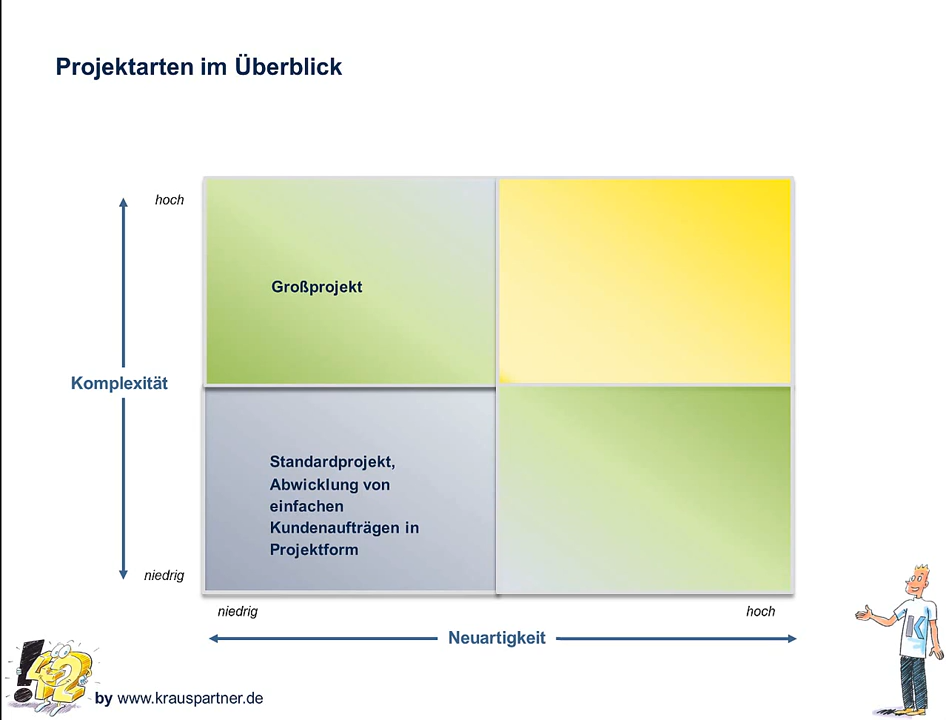 Projektarten im Überblick
hoch
Großprojekt
Komplexität
Standardprojekt,
Abwicklung von
einfachen
Kundenaufträgen in
Projektform
niedrig
niedrig
hoch
Neuartigkeit
!42
K
by www.krauspartner.de